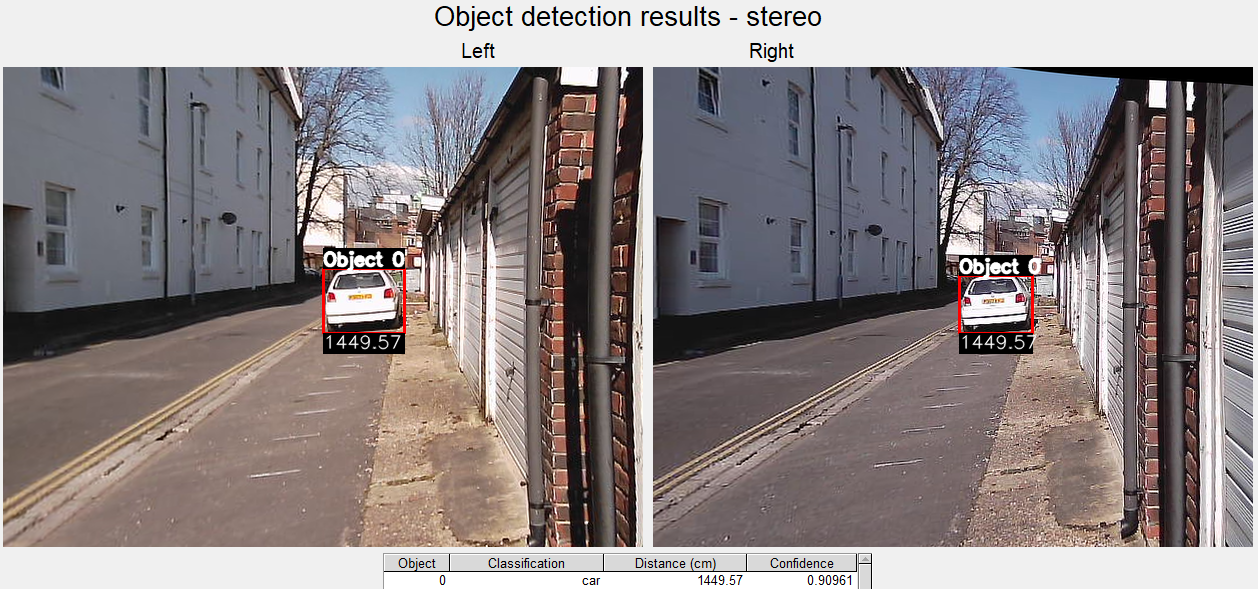 Object detection results - stereo
Left
Right
Object 0
1449.57
Object 0
1449.57
Object Classification Distance (cm) Confidence
0 car 1449.57 0.90961